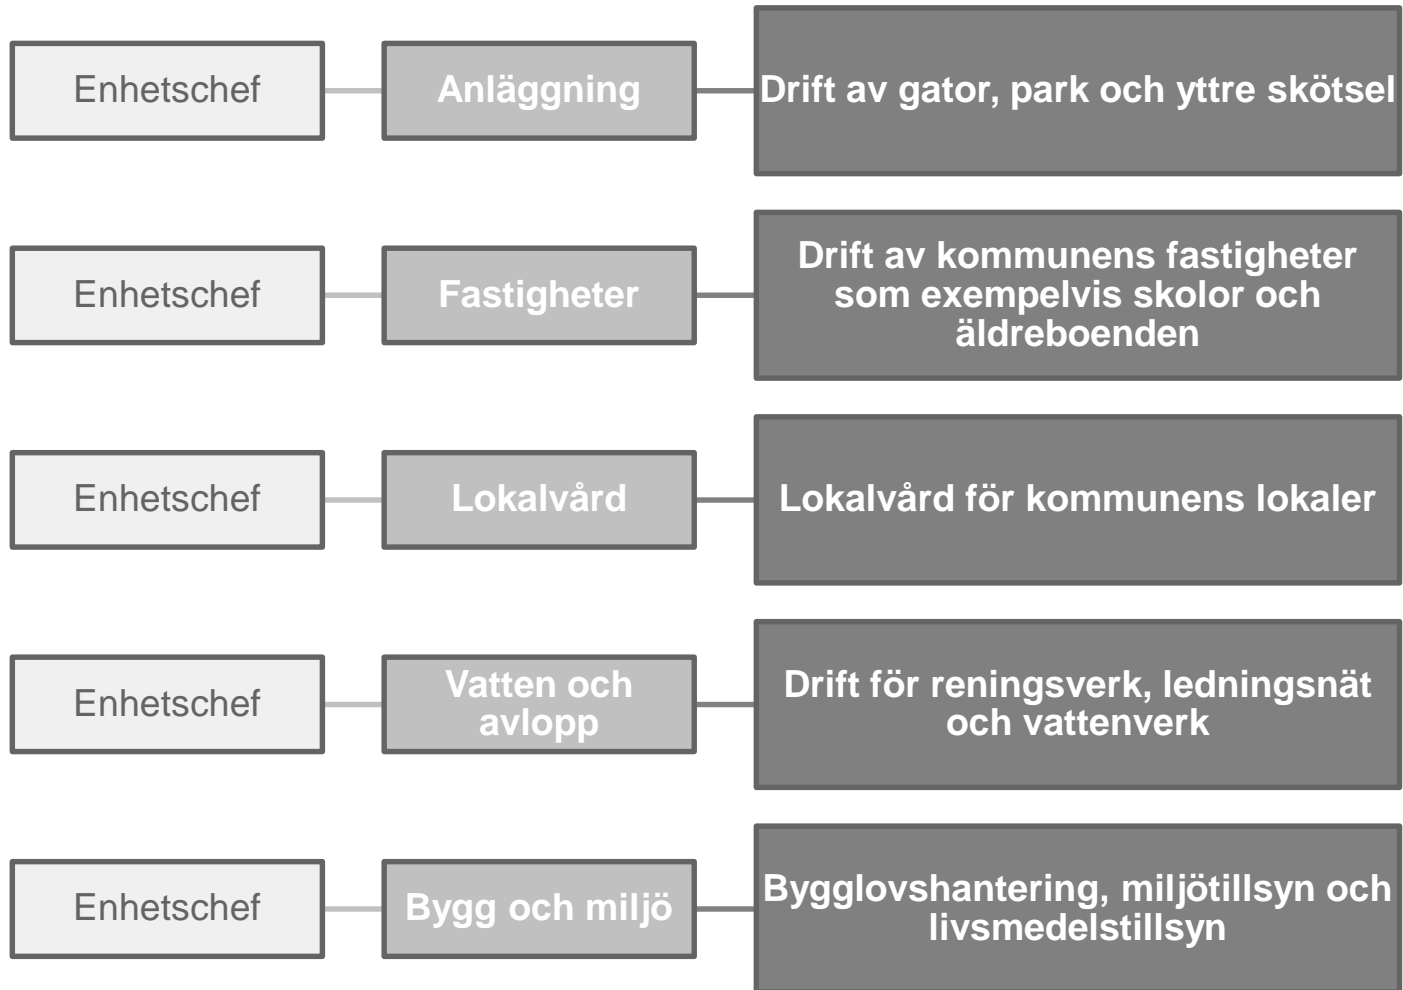 Enhetschef
Anläggning
Drift av gator, park och yttre skötsel
Enhetschef
Fastigheter
Drift av kommunens fastigheter
som exempelvis skolor och
äldreboenden
Enhetschef
Lokalvård
Lokalvård för kommunens lokaler
Enhetschef
Vatten och
avlopp
Drift för reningsverk, ledningsnät
och vattenverk
Enhetschef
Bygg och miljö
Bygglovshantering, miljötillsyn och
livsmedelstillsyn